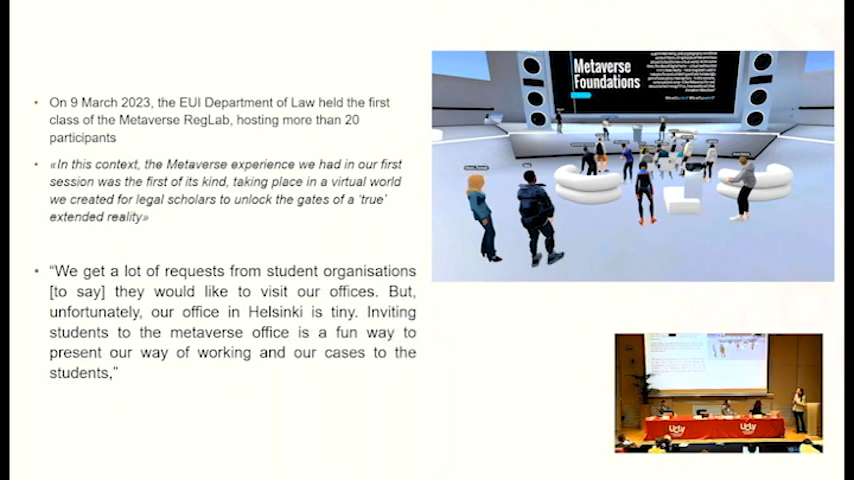 • On 9 March 2023, the EUI Department of Law held the first
class of the Metaverse RegLab, hosting more than 20
participants
• «In this context, the Metaverse experience we had in our first
session was the first of its kind, taking place in a virtual world
we created for legal scholars to unlock the gates of a ‘true’
extended reality»
• “We get a lot of requests from student organisations
[to say] they would like to visit our offices. But,
unfortunately, our office in Helsinki is tiny. Inviting
students to the metaverse office is a fun way to
present our way of working and our cases to the
students,”
Metaverse
Foundations